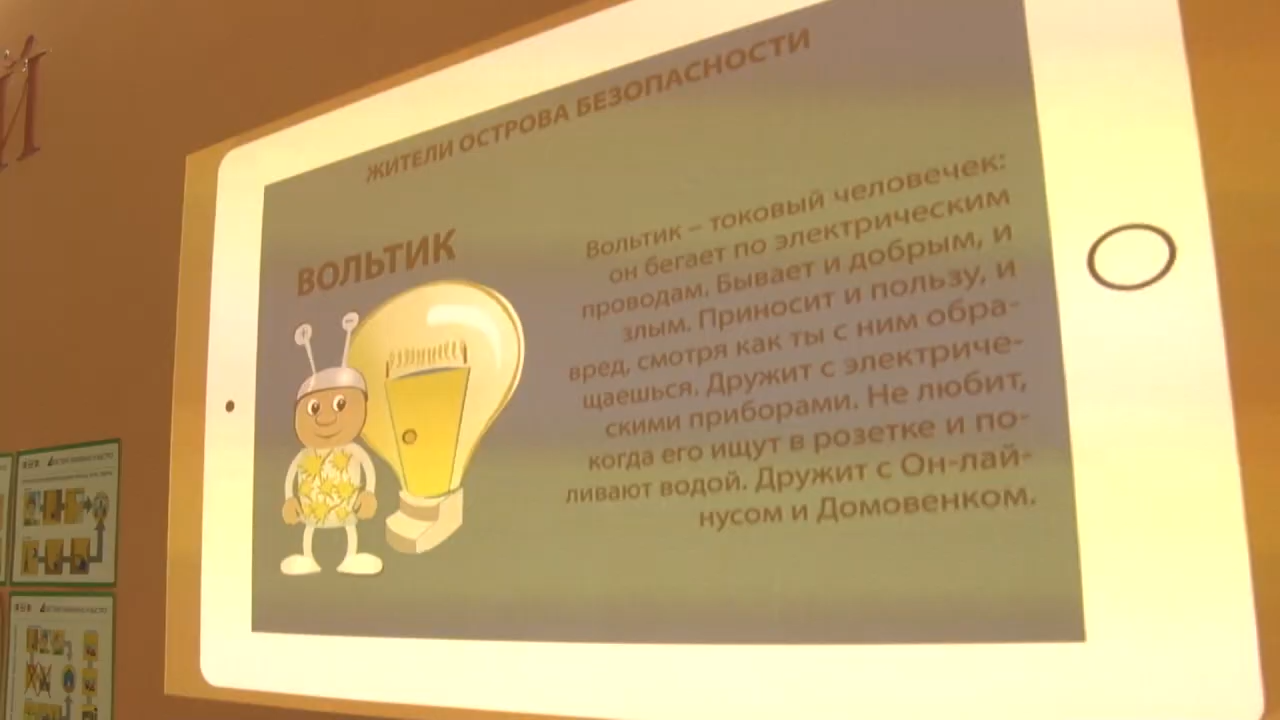 Й
ЖИТЕЛИ ОСТРОВА БЕЗОПАСНОСТИ
ВОЛЬТИК
Вольтик – токовый человечек:
он бегает по электрическим
проводам. Бывает и добрым, и
злым. Приносит и пользу, и
вред, смотря как ты с ним обра-
щаешься. Дружит с электриче-
скими приборами. Не любит,
когда его ищут в розетке и по-
ливают водой. Дружит с Он-лай-
нусом и Домовенком.